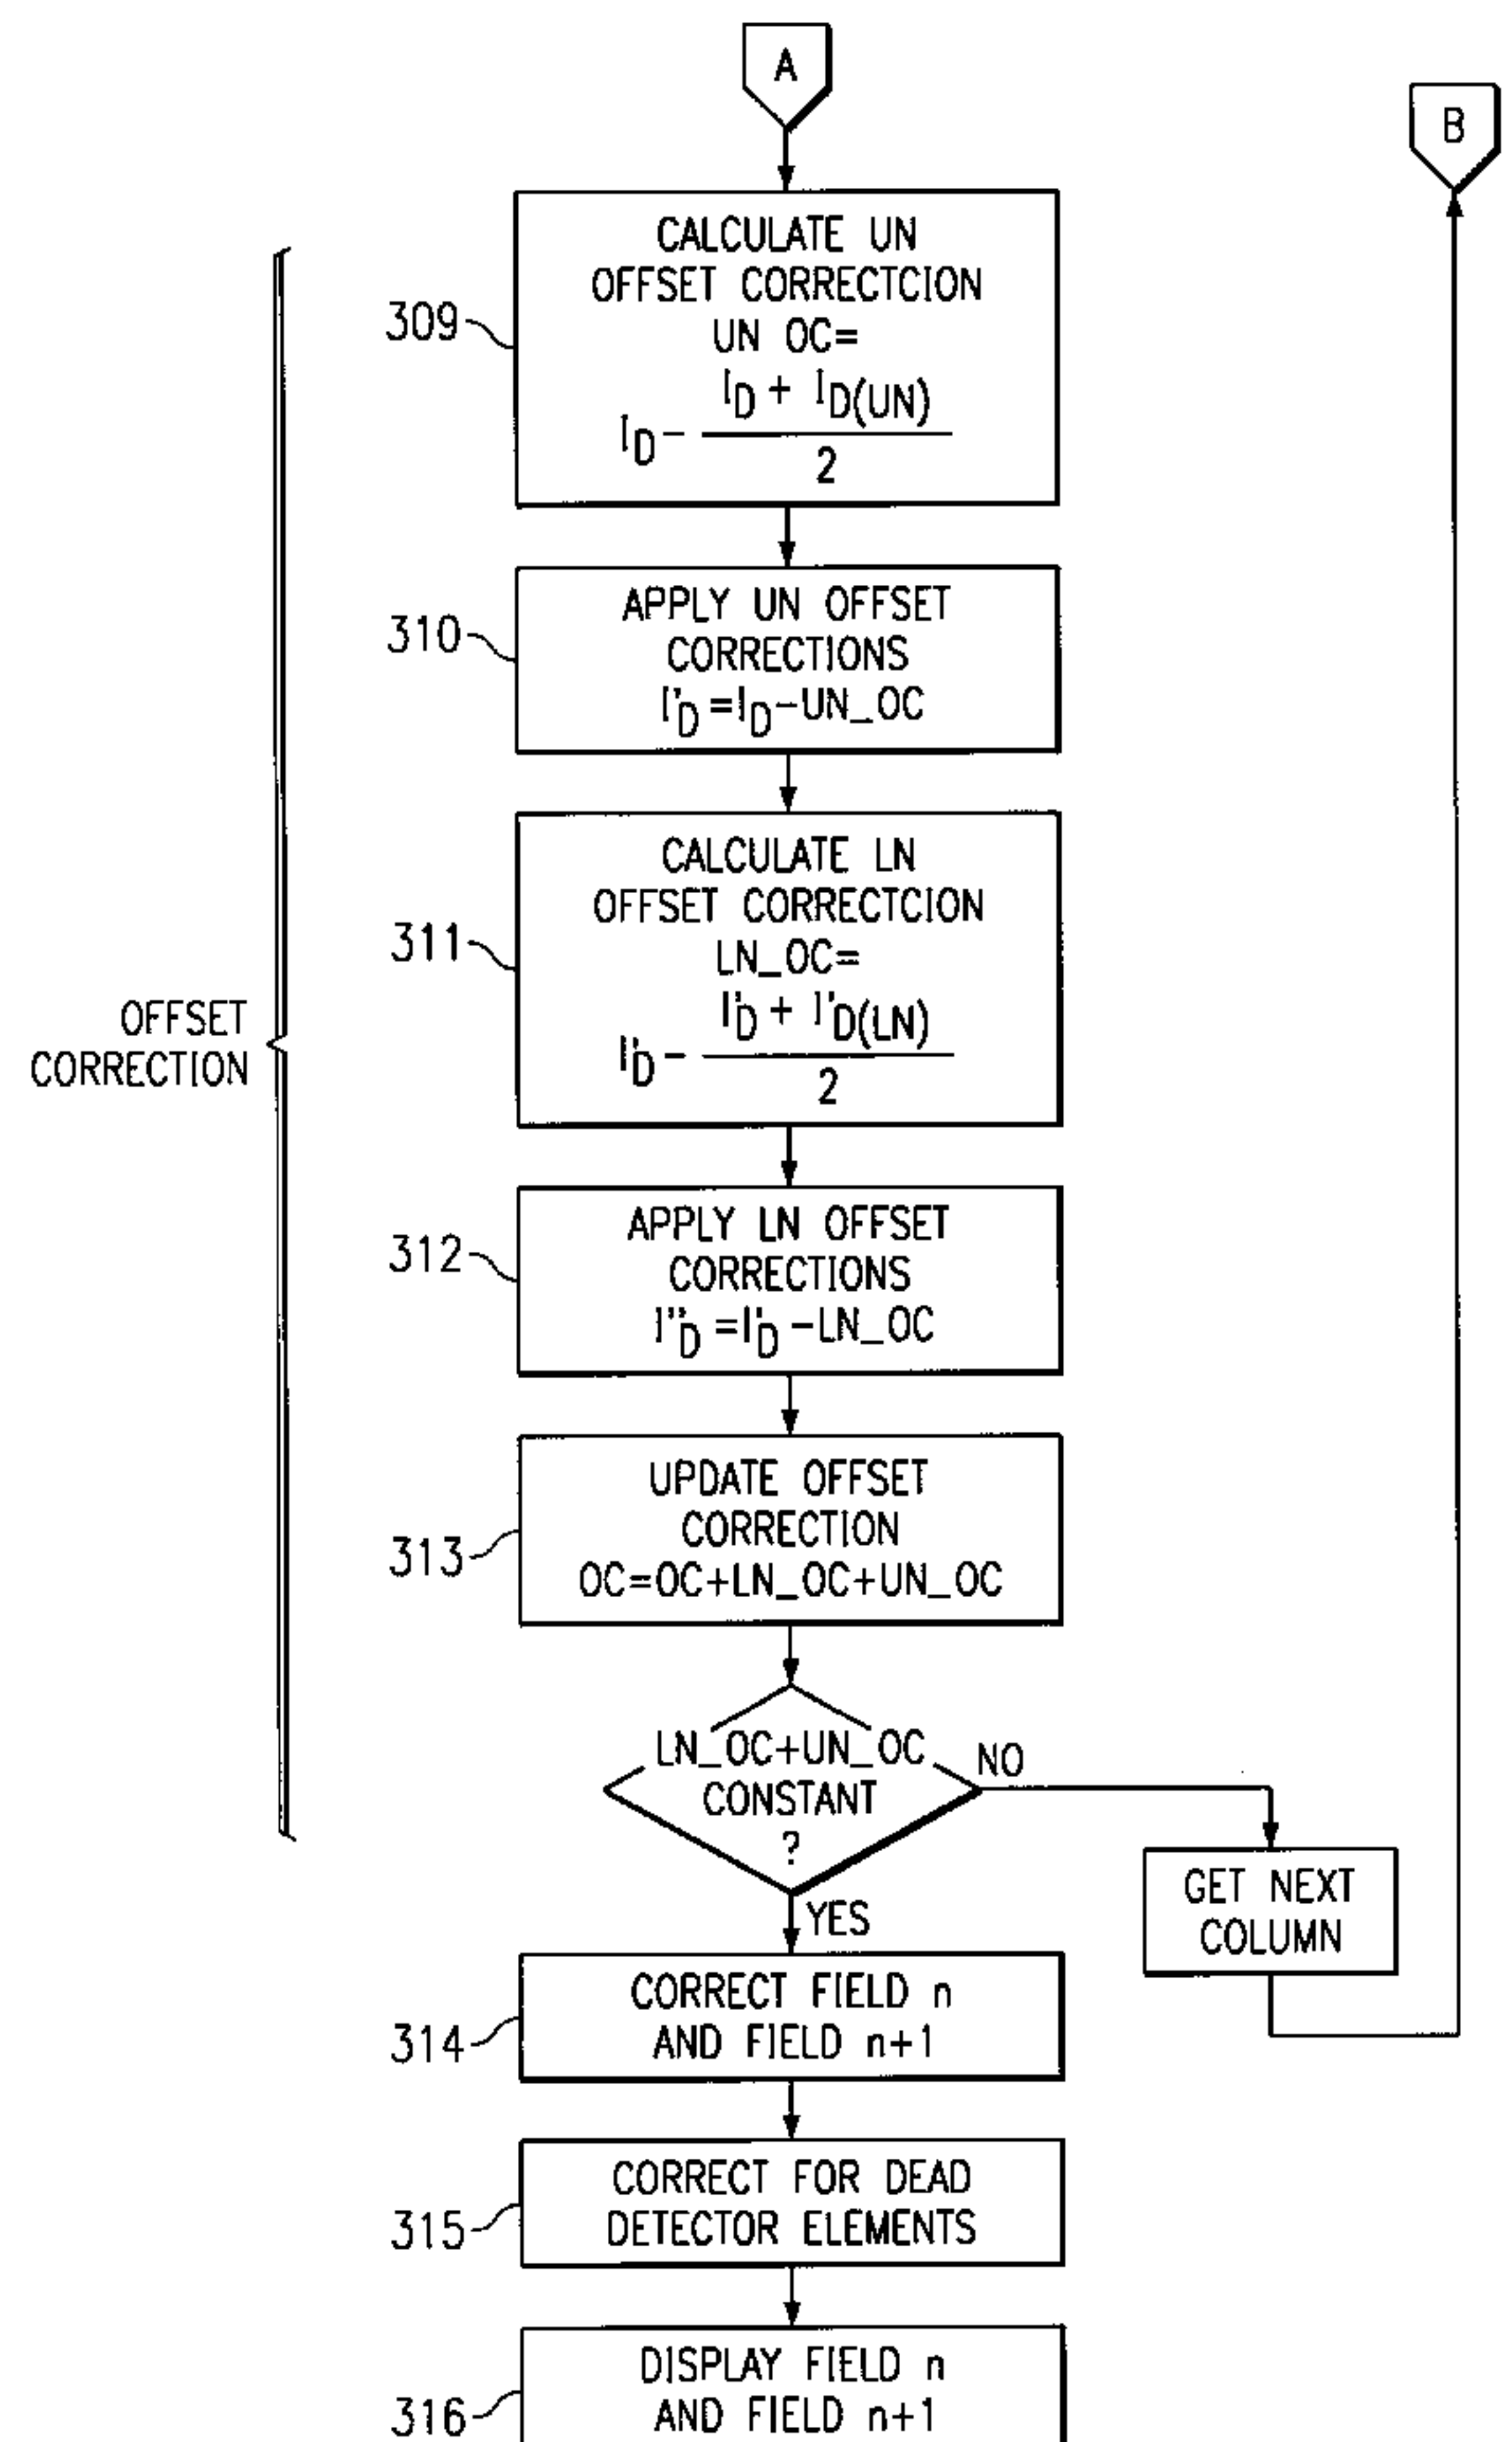 A
B
CALCULATE UN
OFFSET CORRECTCION
UN OC=
I_D + I_D(UN)
I_D -
2
309
APPLY UN OFFSET
CORRECTIONS
I'_D = I_D - UN_OC
310
CALCULATE LN
OFFSET CORRECTCION
LN_OC=
I'_D + I'_D(LN)
I'_D -
2
311
OFFSET
CORRECTION
APPLY LN OFFSET
CORRECTIONS
I''_D = I'_D - LN_OC
312
UPDATE OFFSET
CORRECTION
OC=OC+LN_OC+UN_OC
313
LN_OC+UN_OC
CONSTANT
?
NO
YES
GET NEXT
COLUMN
CORRECT FIELD n
AND FIELD n+1
314
CORRECT FOR DEAD
DETECTOR ELEMENTS
315
DISPLAY FIELD n
AND FIELD n+1
316